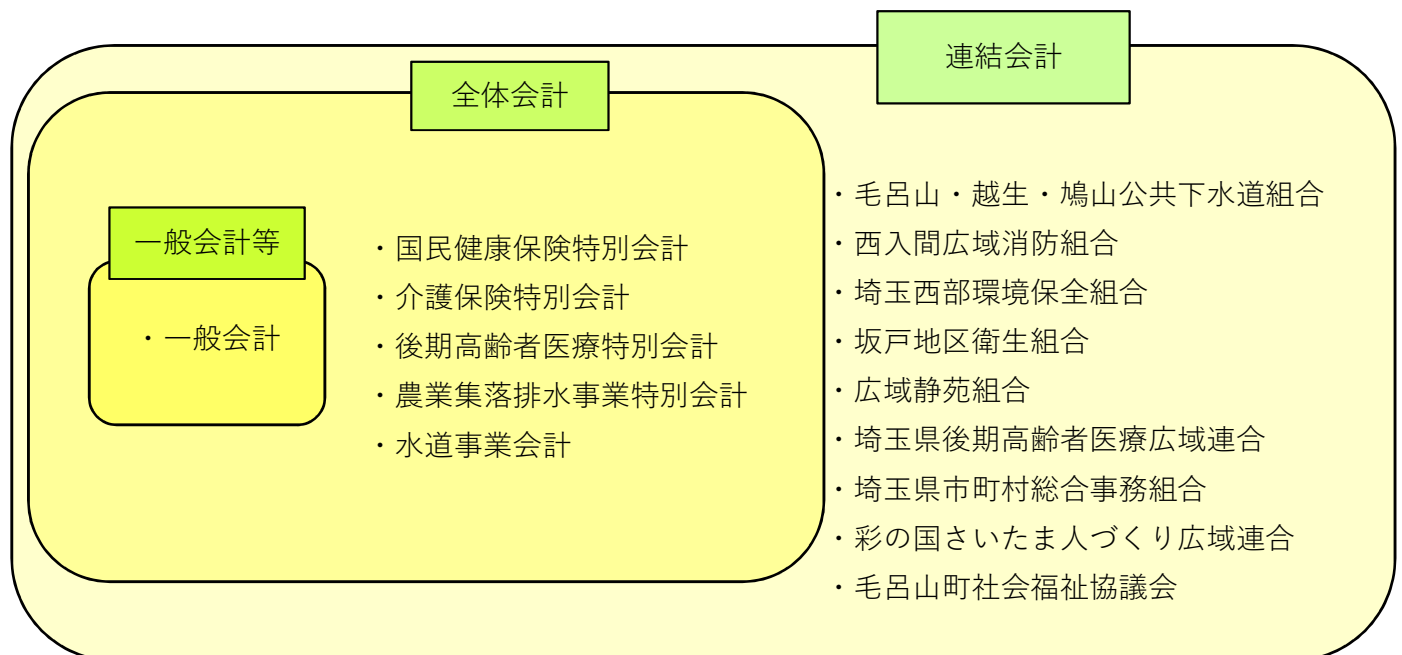 連結会計
全体会計
一般会計等
・一般会計
・国民健康保険特別会計
・介護保険特別会計
・後期高齢者医療特別会計
・農業集落排水事業特別会計
・水道事業会計
・毛呂山・越生・鳩山公共下水道組合
・西入間広域消防組合
・埼玉西部環境保全組合
・坂戸地区衛生組合
・広域静苑組合
・埼玉県後期高齢者医療広域連合
・埼玉県市町村総合事務組合
・彩の国さいたま人づくり広域連合
・毛呂山町社会福祉協議会